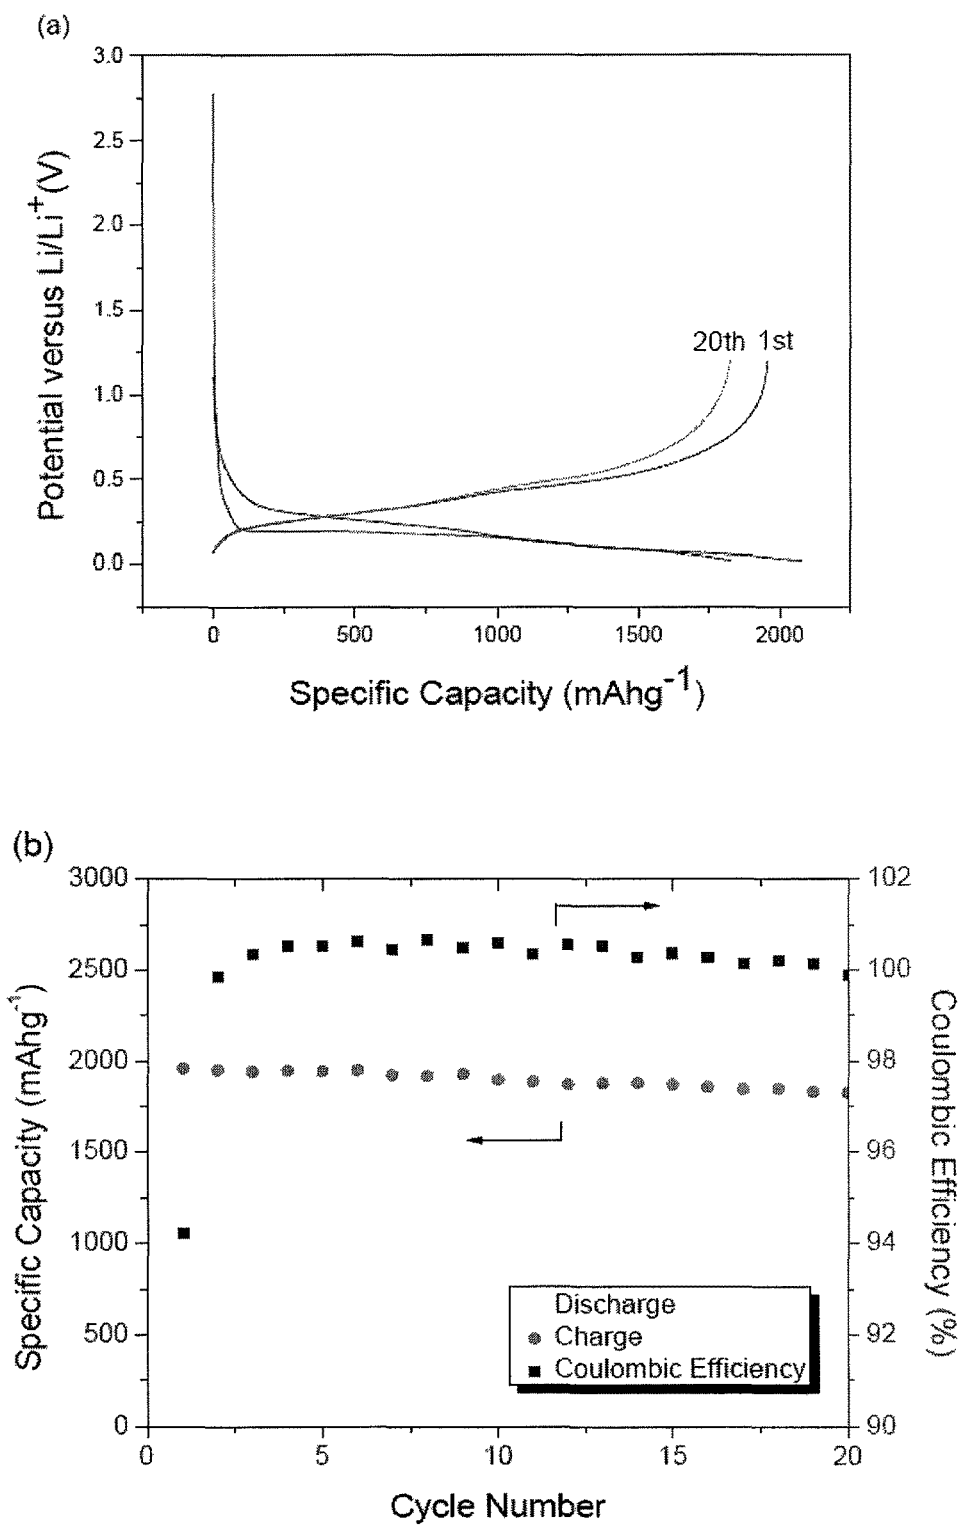 (a)
3.0
2.5
2.0
1.5
1.0
0.5
0.0
Potential versus Li/Li⁺(V)
20th 1st
0 500 1000 1500 2000
Specific Capacity (mAhg⁻¹)
(b)
3000
2500
2000
1500
1000
500
0
Specific Capacity (mAhg⁻¹)
102
100
98
96
94
92
90
Coulombic Efficiency (%)
Discharge
Charge
Coulombic Efficiency
0 5 10 15 20
Cycle Number